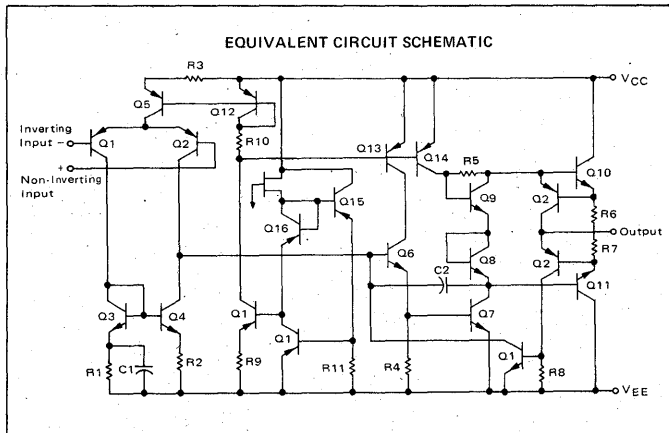 EQUIVALENT CIRCUIT SCHEMATIC
R3
VCC
Q5
Q12
Inverting
Input -
Q1
Q2
R10
Q13
Q14
R5
Q10
+
Non-Inverting
input
Q15
Q9
Q2
R6
Output
Q16
Q6
Q8
R7
C2
Q2
Q11
Q3
Q4
Q1
Q1
Q7
R1
C1
R2
R9
R11
R4
Q1
R8
VEE